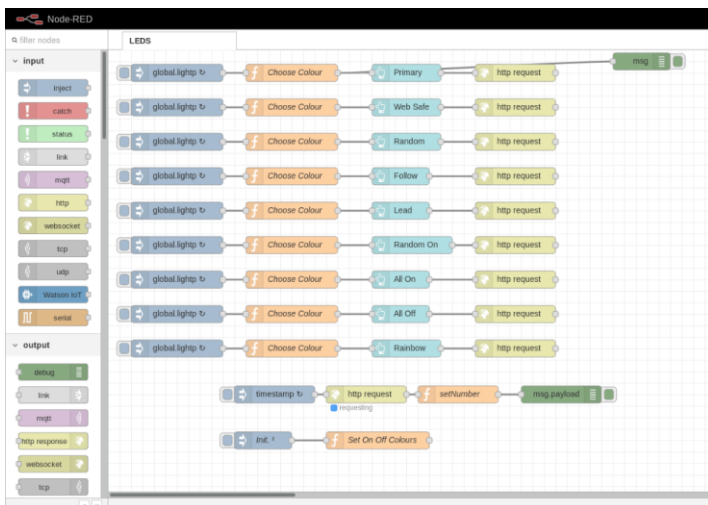 Node-RED
filter nodes
LEDS
input
inject
catch
status
link
mqtt
http
websocket
tcp
udp
Watson IoT
serial
output
debug
link
mqtt
http response
websocket
tcp
msg
global.lightp ↻ Choose Colour Primary http request
global.lightp ↻ Choose Colour Web Safe http request
global.lightp ↻ Choose Colour Random http request
global.lightp ↻ Choose Colour Follow http request
global.lightp ↻ Choose Colour Lead http request
global.lightp ↻ Choose Colour Random On http request
global.lightp ↻ Choose Colour All On http request
global.lightp ↻ Choose Colour All Off http request
global.lightp ↻ Choose Colour Rainbow http request
timestamp ↻ http request setNumber msg.payload
requesting
Init. ¹ Set On Off Colours